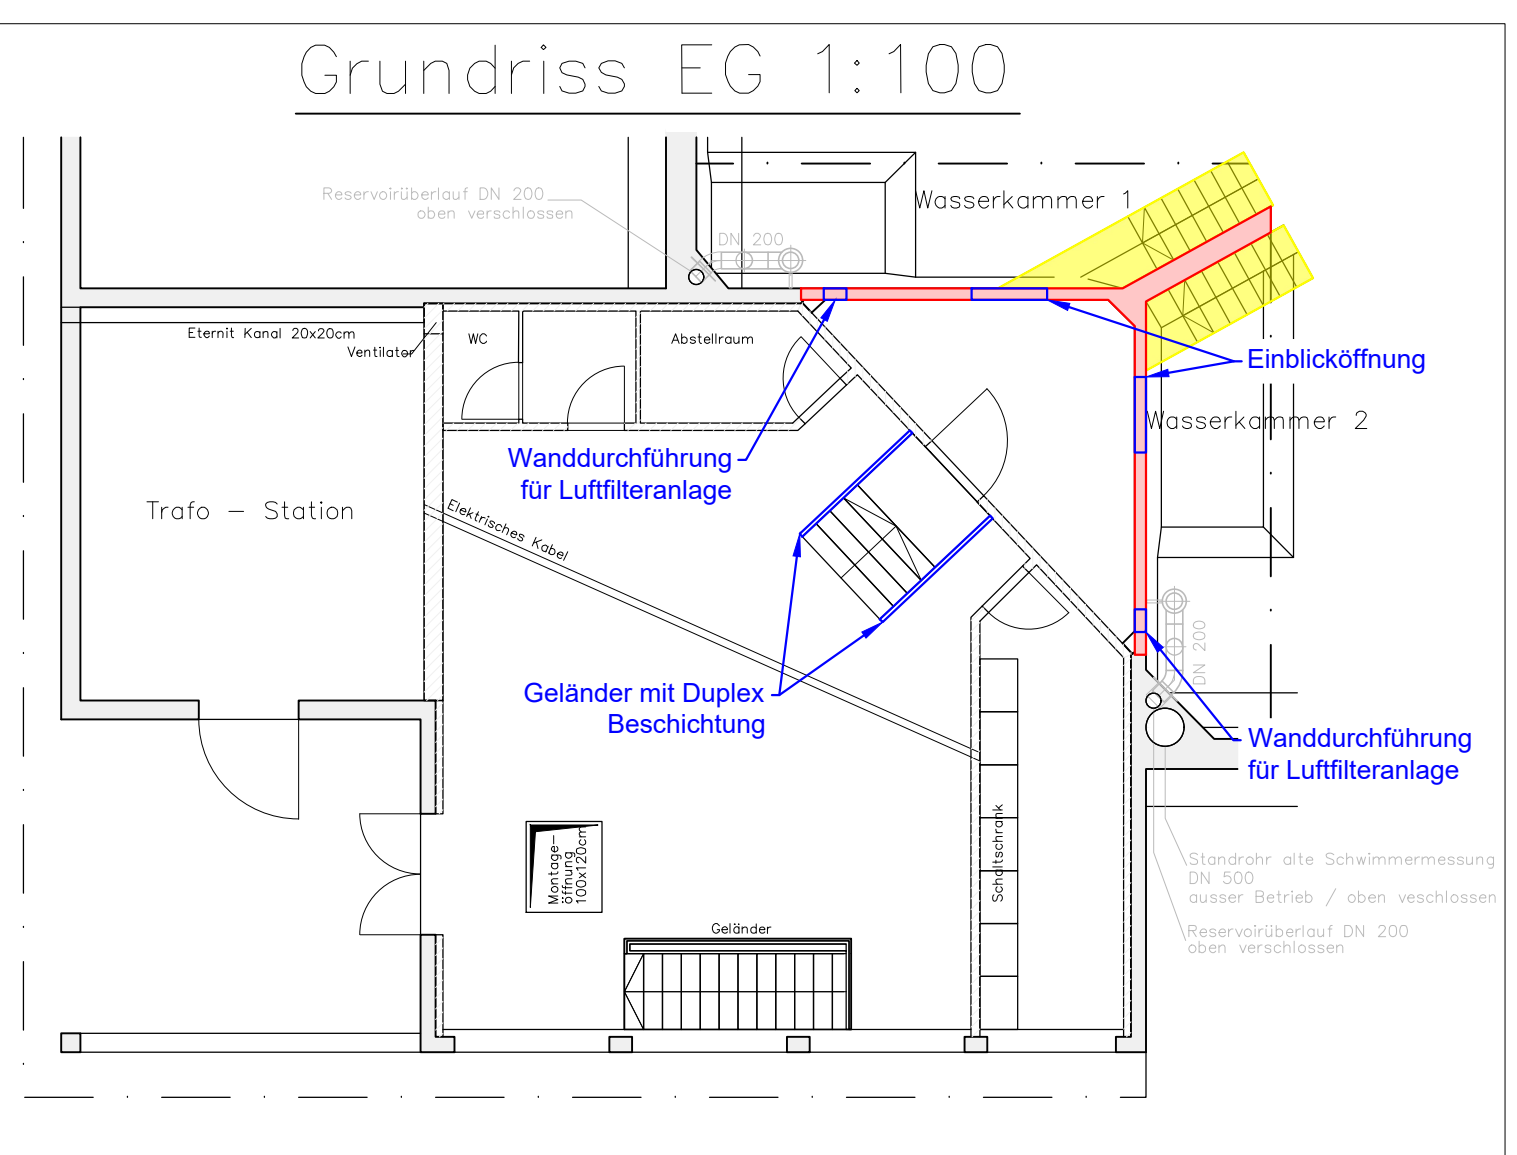 Grundriss EG 1:100
Reservoirüberlauf DN 200
oben verschlossen
DN 200
Wasserkammer 1
Eternit Kanal 20x20cm
Ventilator
WC
Abstellraum
Einblicköffnung
Wasserkammer 2
Wanddurchführung
für Luftfilteranlage
Trafo - Station
Elektrisches Kabel
DN 200
Geländer mit Duplex
Beschichtung
Wanddurchführung
für Luftfilteranlage
Montage-
öffnung
100x120cm
Schaltschrank
Standrohr alte Schwimmermessung
DN 500
ausser Betrieb / oben veschlossen
Geländer
Reservoirüberlauf DN 200
oben verschlossen